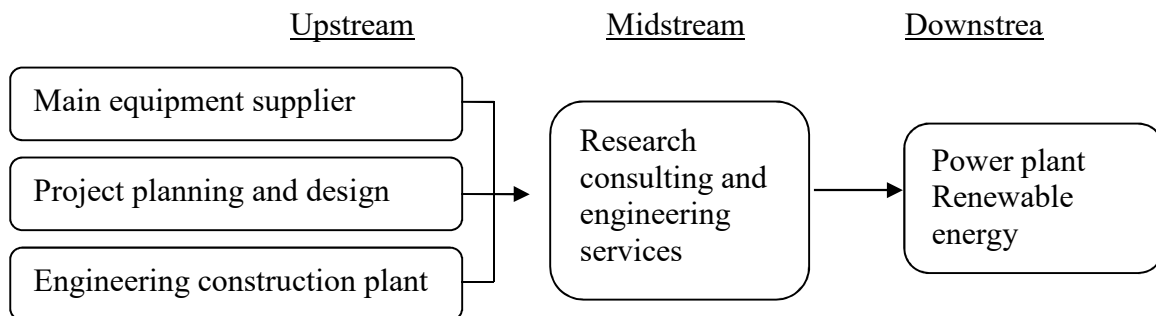 Upstream
Midstream
Downstrea
Main equipment supplier
Project planning and design
Engineering construction plant
Research
consulting and
engineering
services
Power plant
Renewable
energy